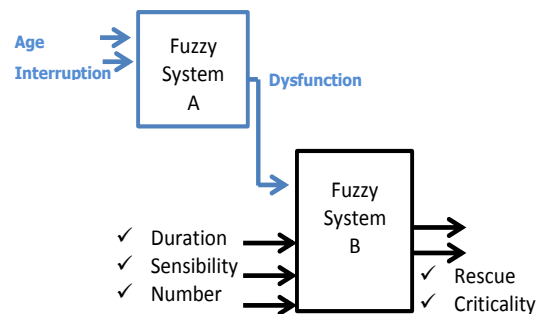 Age
Interruption
Fuzzy
System
A
Dysfunction
Fuzzy
System
B
✓ Duration
✓ Sensibility
✓ Number
✓ Rescue
✓ Criticality